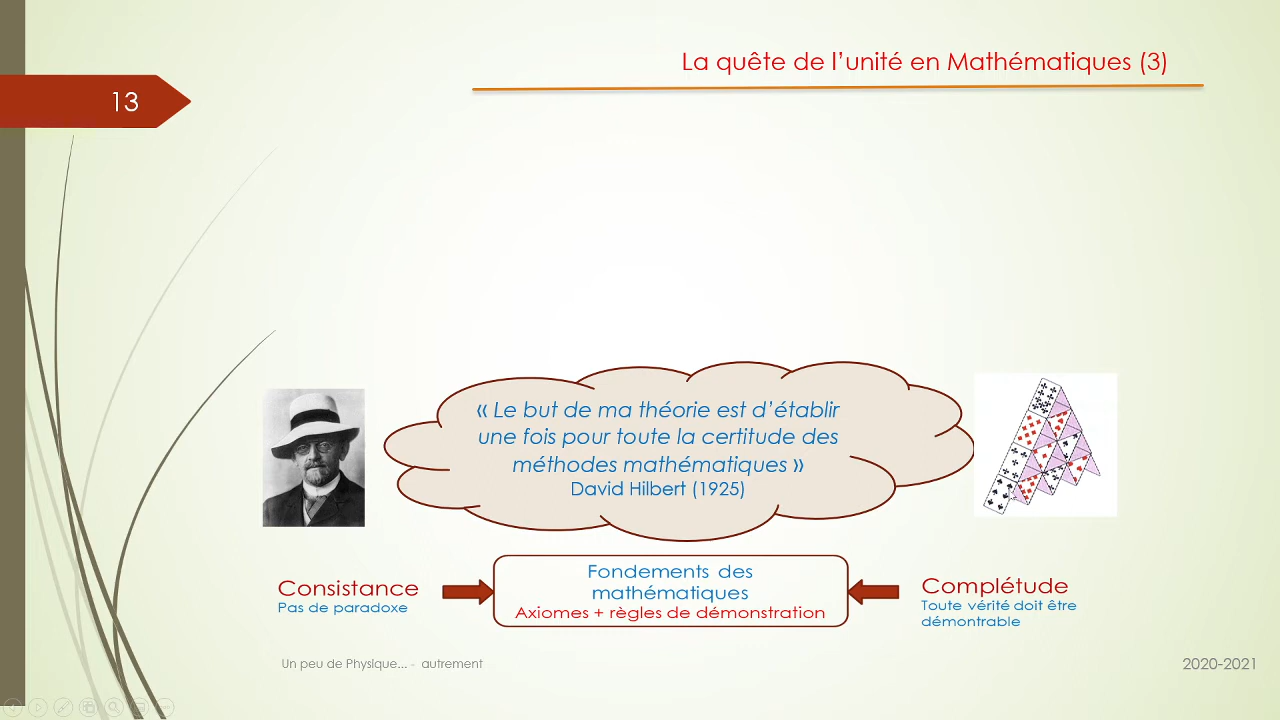 La quête de l’unité en Mathématiques (3)
13
« Le but de ma théorie est d’établir
une fois pour toute la certitude des
méthodes mathématiques »
David Hilbert (1925)
Consistance
Pas de paradoxe
Fondements des
mathématiques
Axiomes + règles de démonstration
Complétude
Toute vérité doit être
démontrable
Un peu de Physique... - autrement
2020-2021